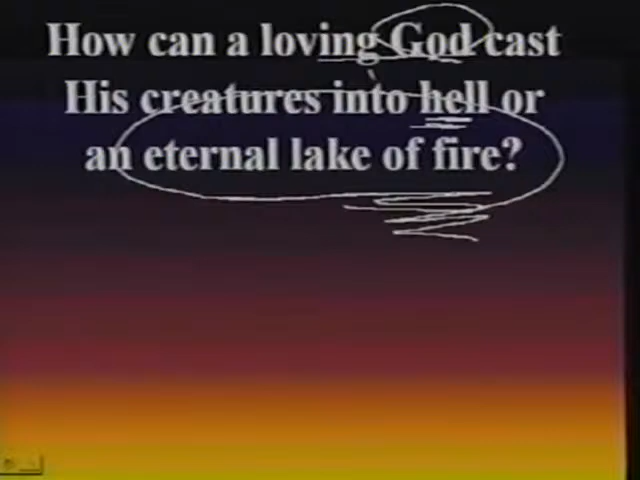 How can a loving God cast
His creatures into hell or
an eternal lake of fire?